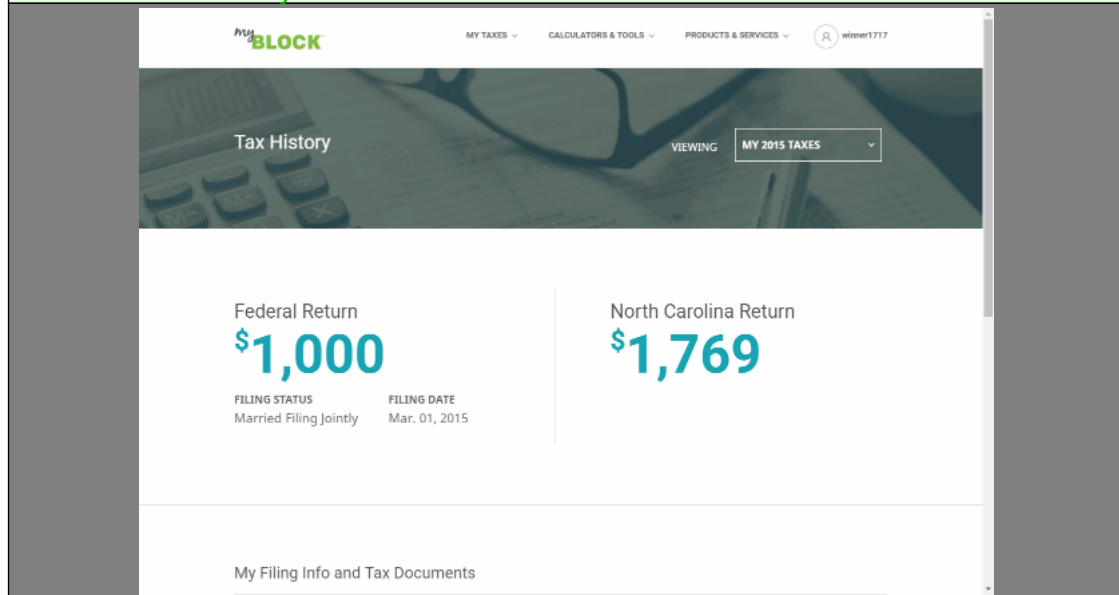 my BLOCK
MY TAXES
CALCULATORS & TOOLS
PRODUCTS & SERVICES
winner1717
Tax History
VIEWING
MY 2015 TAXES
Federal Return
$1,000
FILING STATUS
FILING DATE
Married Filing Jointly
Mar. 01, 2015
North Carolina Return
$1,769
My Filing Info and Tax Documents